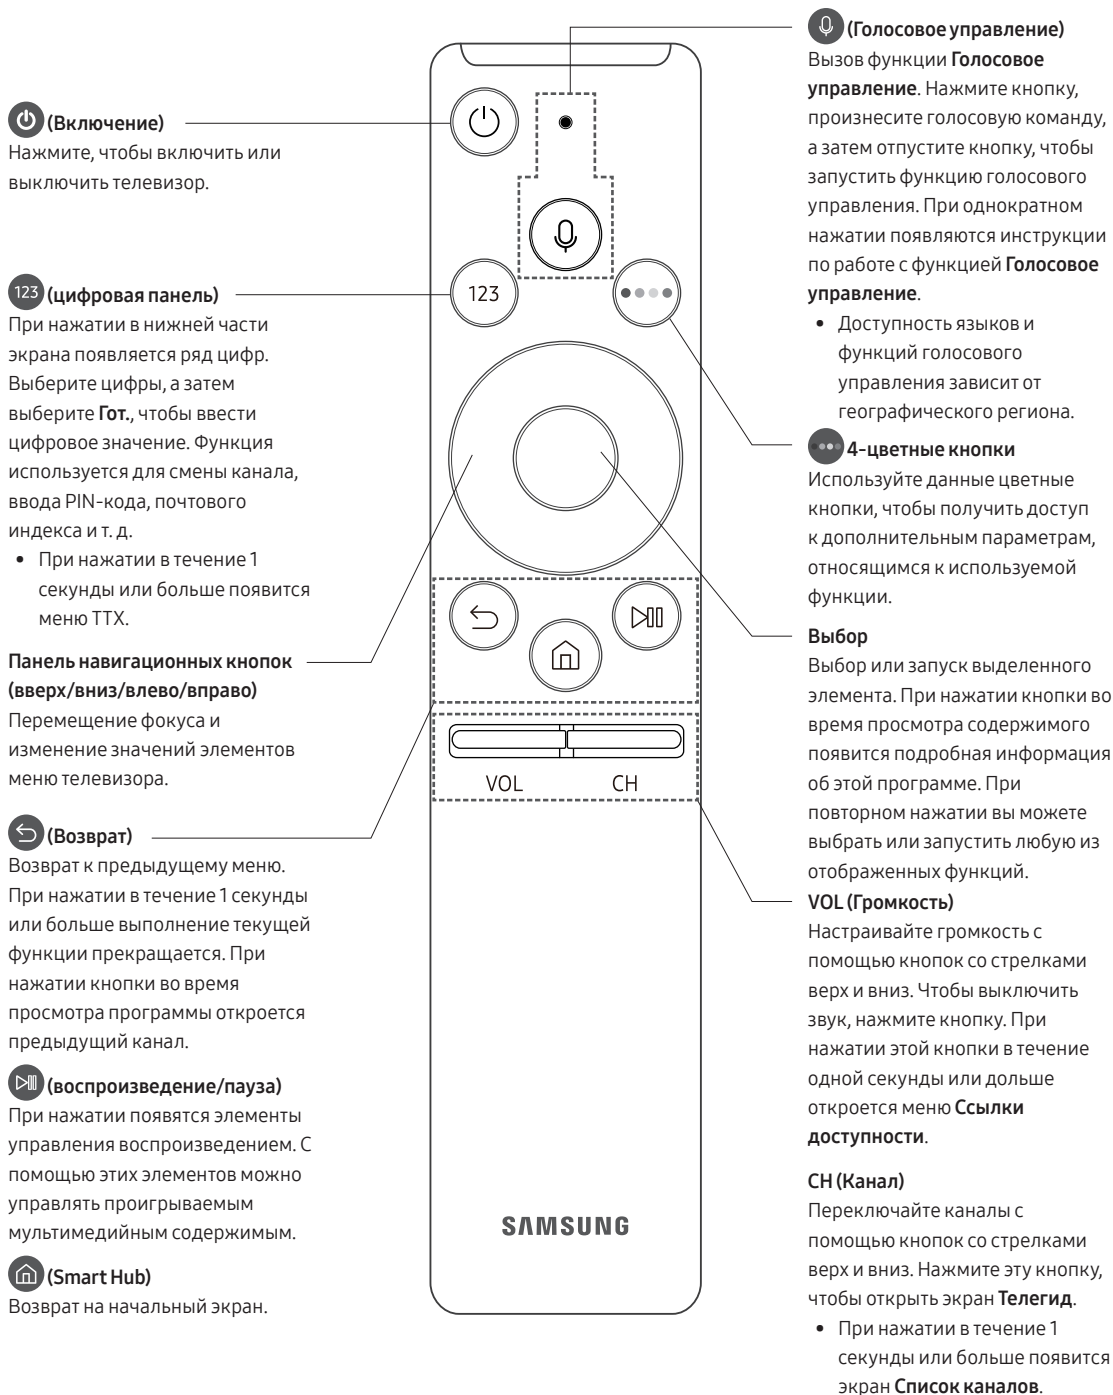 (Включение)
Нажмите, чтобы включить или
выключить телевизор.
123 (цифровая панель)
При нажатии в нижней части
экрана появляется ряд цифр.
Выберите цифры, а затем
выберите Гот., чтобы ввести
цифровое значение. Функция
используется для смены канала,
ввода PIN-кода, почтового
индекса и т. д.
• При нажатии в течение 1
секунды или больше появится
меню TTX.
Панель навигационных кнопок
(вверх/вниз/влево/вправо)
Перемещение фокуса и
изменение значений элементов
меню телевизора.
(Возврат)
Возврат к предыдущему меню.
При нажатии в течение 1 секунды
или больше выполнение текущей
функции прекращается. При
нажатии кнопки во время
просмотра программы откроется
предыдущий канал.
(воспроизведение/пауза)
При нажатии появятся элементы
управления воспроизведением. С
помощью этих элементов можно
управлять проигрываемым
мультимедийным содержимым.
(Smart Hub)
Возврат на начальный экран.
123
VOL CH
SAMSUNG
(Голосовое управление)
Вызов функции Голосовое
управление. Нажмите кнопку,
произнесите голосовую команду,
а затем отпустите кнопку, чтобы
запустить функцию голосового
управления. При однократном
нажатии появляются инструкции
по работе с функцией Голосовое
управление.
• Доступность языков и
функций голосового
управления зависит от
географического региона.
4-цветные кнопки
Используйте данные цветные
кнопки, чтобы получить доступ
к дополнительным параметрам,
относящимся к используемой
функции.
Выбор
Выбор или запуск выделенного
элемента. При нажатии кнопки во
время просмотра содержимого
появится подробная информация
об этой программе. При
повторном нажатии вы можете
выбрать или запустить любую из
отображенных функций.
VOL (Громкость)
Настраивайте громкость с
помощью кнопок со стрелками
верх и вниз. Чтобы выключить
звук, нажмите кнопку. При
нажатии этой кнопки в течение
одной секунды или дольше
откроется меню Ссылки
доступности.
CH (Канал)
Переключайте каналы с
помощью кнопок со стрелками
верх и вниз. Нажмите эту кнопку,
чтобы открыть экран Телегид.
• При нажатии в течение 1
секунды или больше появится
экран Список каналов.